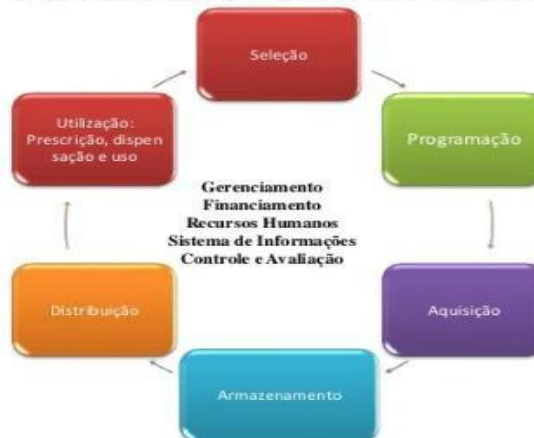 Seleção
Programação
Aquisição
Armazenamento
Distribuição
Utilização:
Prescrição, dispen
sação e uso
Gerenciamento
Financiamento
Recursos Humanos
Sistema de Informações
Controle e Avaliação